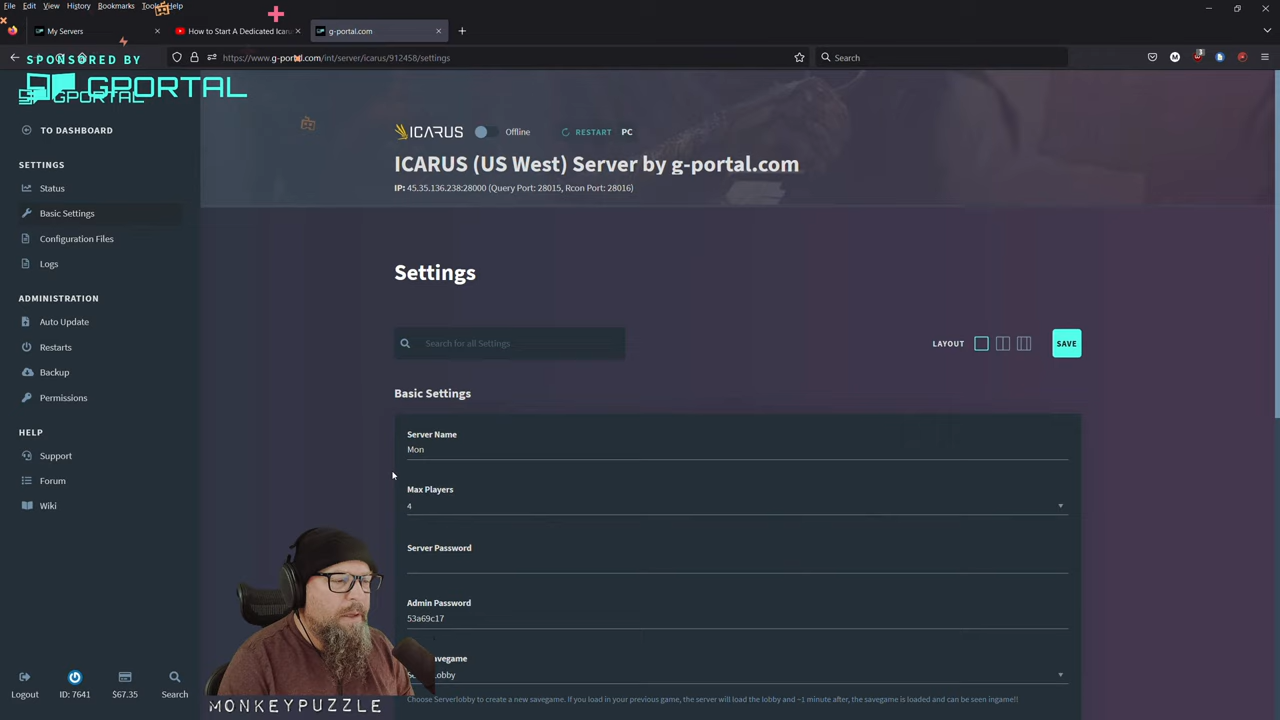 File Edit View History Bookmarks Tools Help
My Servers
How to Start A Dedicated Icaru
g-portal.com
https://www.g-portal.com/int/server/icarus/912458/settings
Search
SPONSORED BY
GPORTAL
GPORTAL
TO DASHBOARD
SETTINGS
Status
Basic Settings
Configuration Files
Logs
ADMINISTRATION
Auto Update
Restarts
Backup
Permissions
HELP
Support
Forum
Wiki
Logout
ID: 7641
$67.35
Search
ICARUS
Offline
RESTART
PC
ICARUS (US West) Server by g-portal.com
IP: 45.35.136.238:28000 (Query Port: 28015, Rcon Port: 28016)
Settings
Search for all Settings
LAYOUT
SAVE
Basic Settings
Server Name
Mon
Max Players
4
Server Password
Admin Password
53a69c17
avegame
obby
Choose Serverlobby to create a new savegame. If you load in your previous game, the server will load the lobby and ~1 minute after, the savegame is loaded and can be seen ingame!!
MONKEYPUZZLE